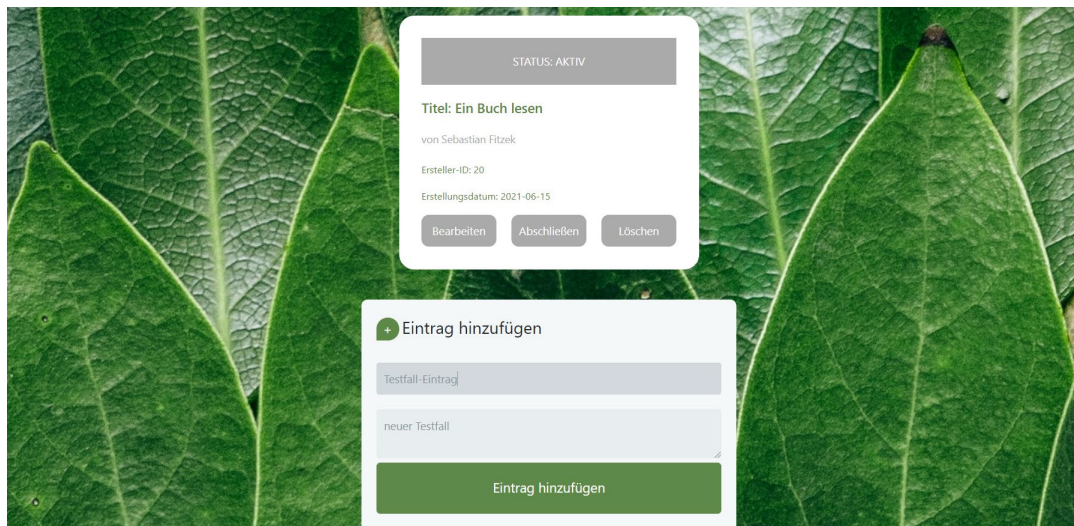 STATUS: AKTIV
Titel: Ein Buch lesen
von Sebastian Fitzek
Ersteller-ID: 20
Erstellungsdatum: 2021-06-15
Bearbeiten Abschließen Löschen
+ Eintrag hinzufügen
Testfall-Eintrag
neuer Testfall
Eintrag hinzufügen